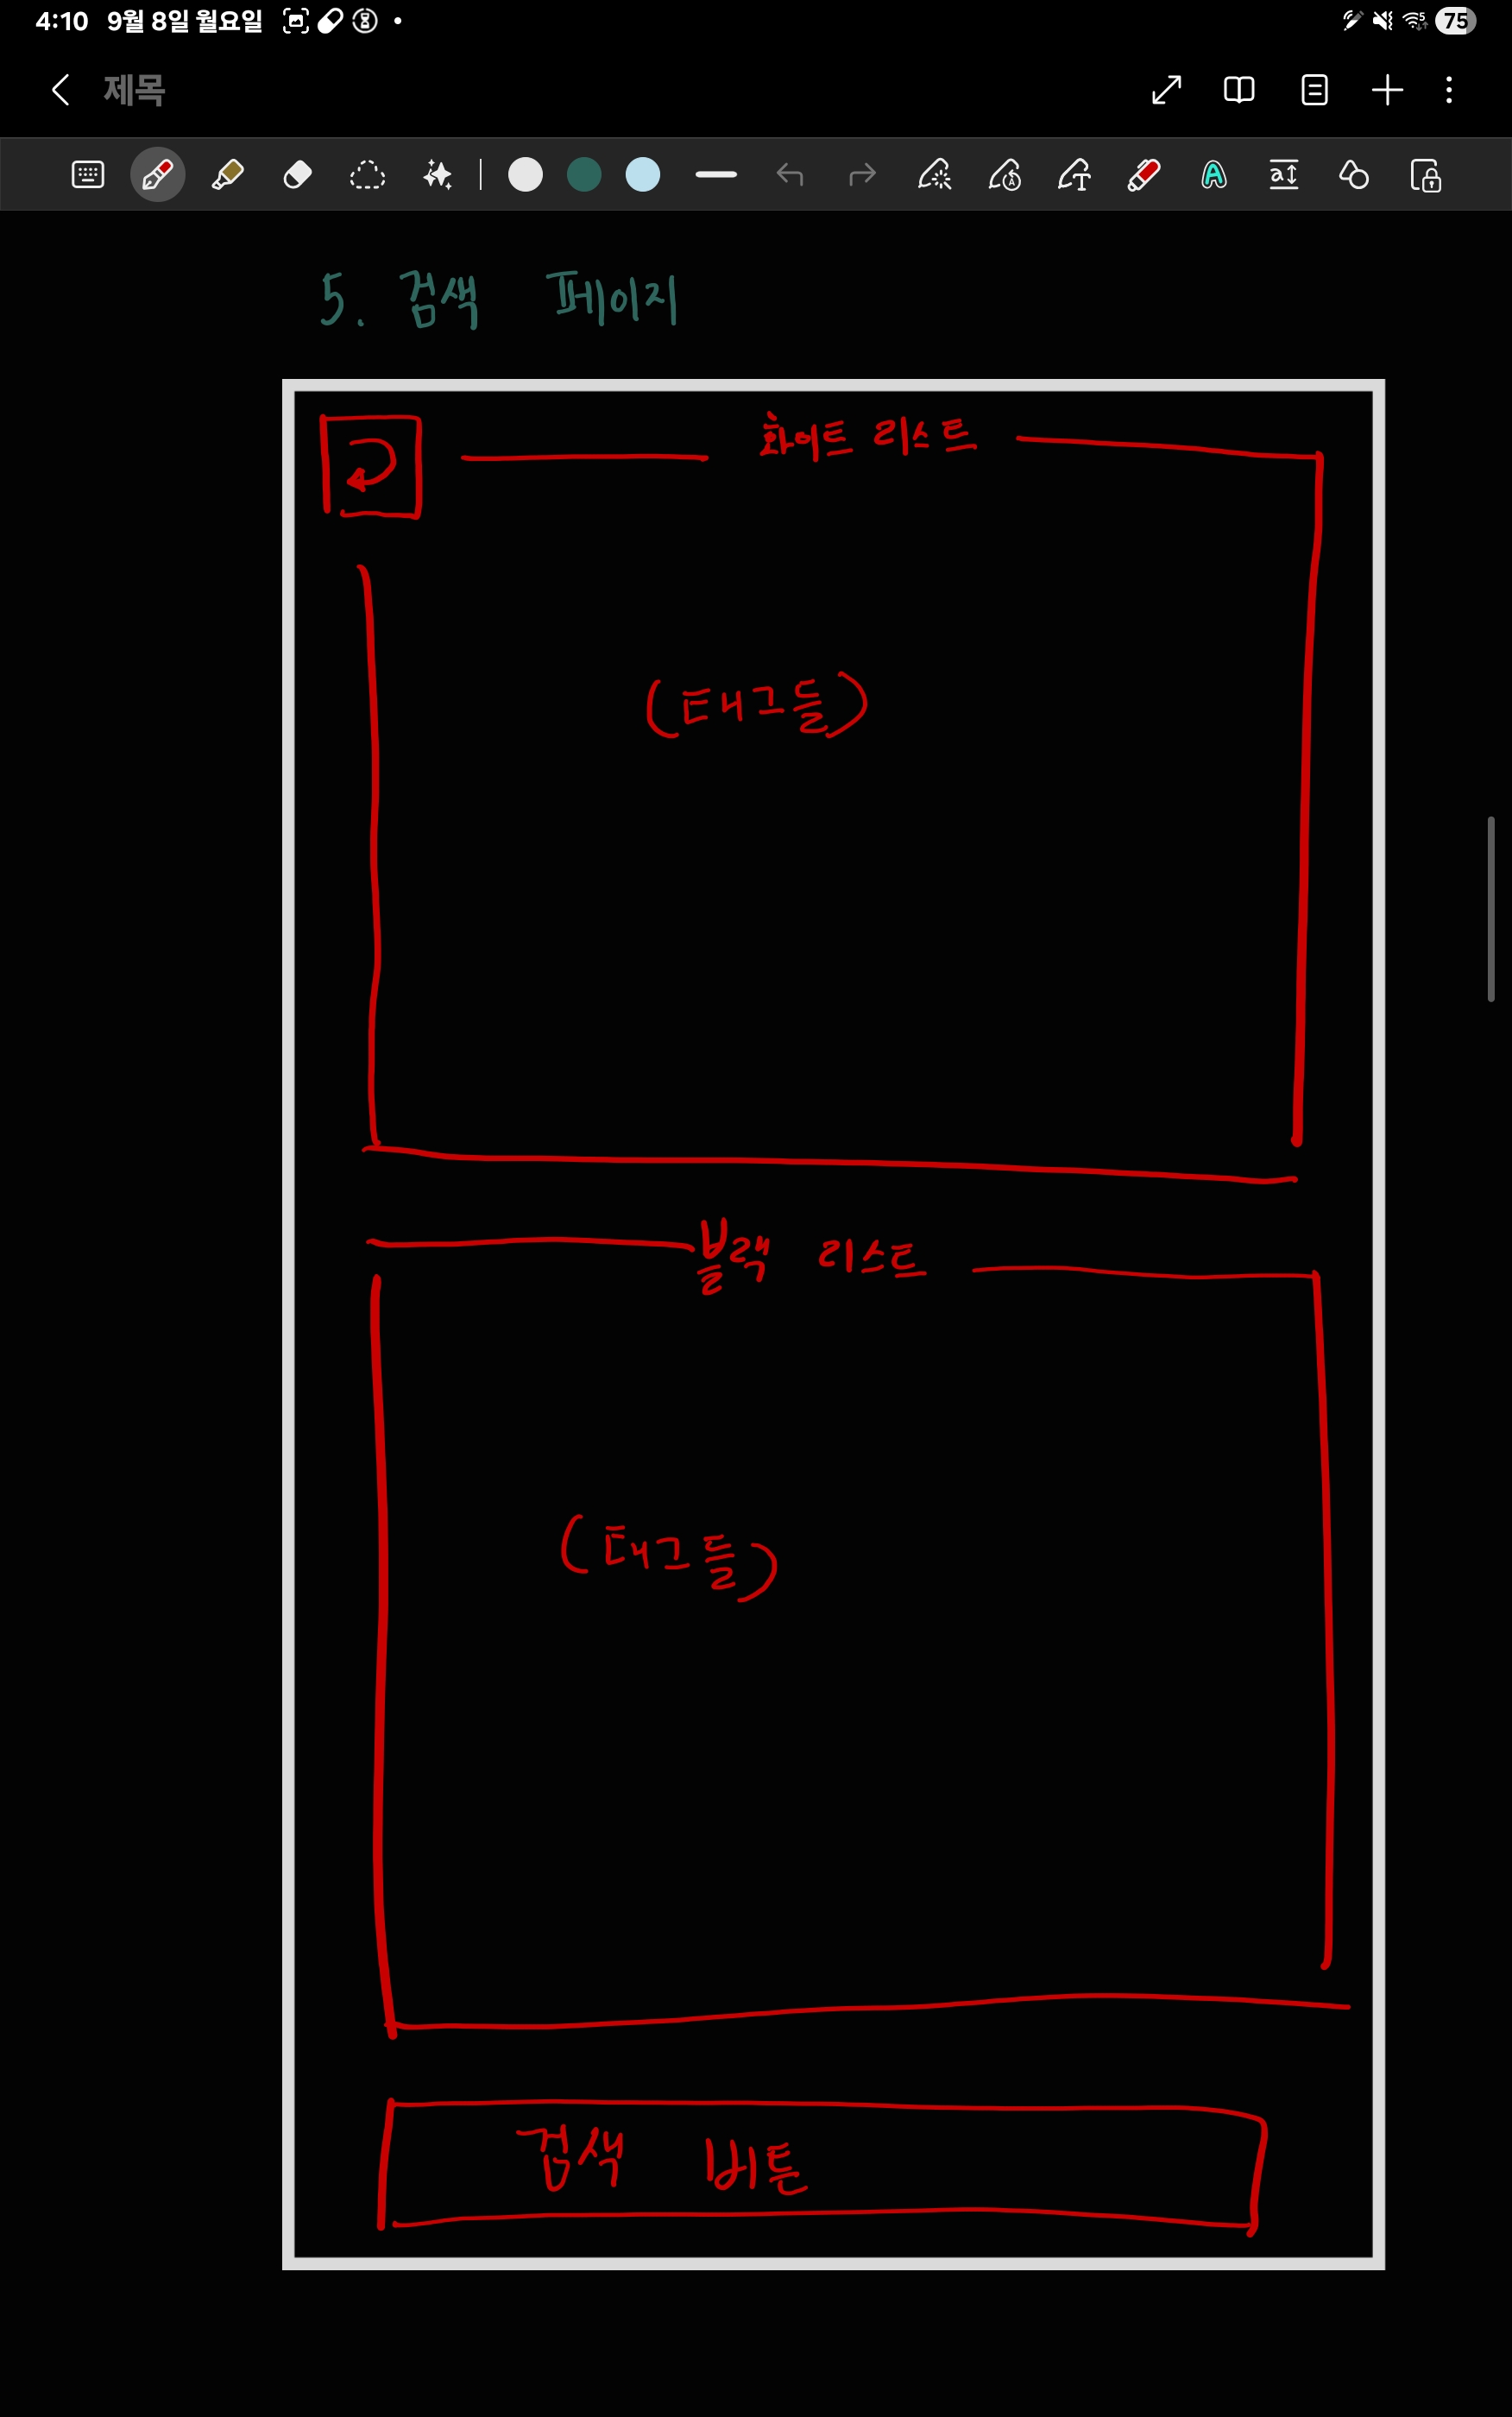 4:10 9월 8일 월요일
75
제목
5. 검색 페이지
화이트 리스트
(태그들)
블랙 리스트
(태그들)
검색 버튼